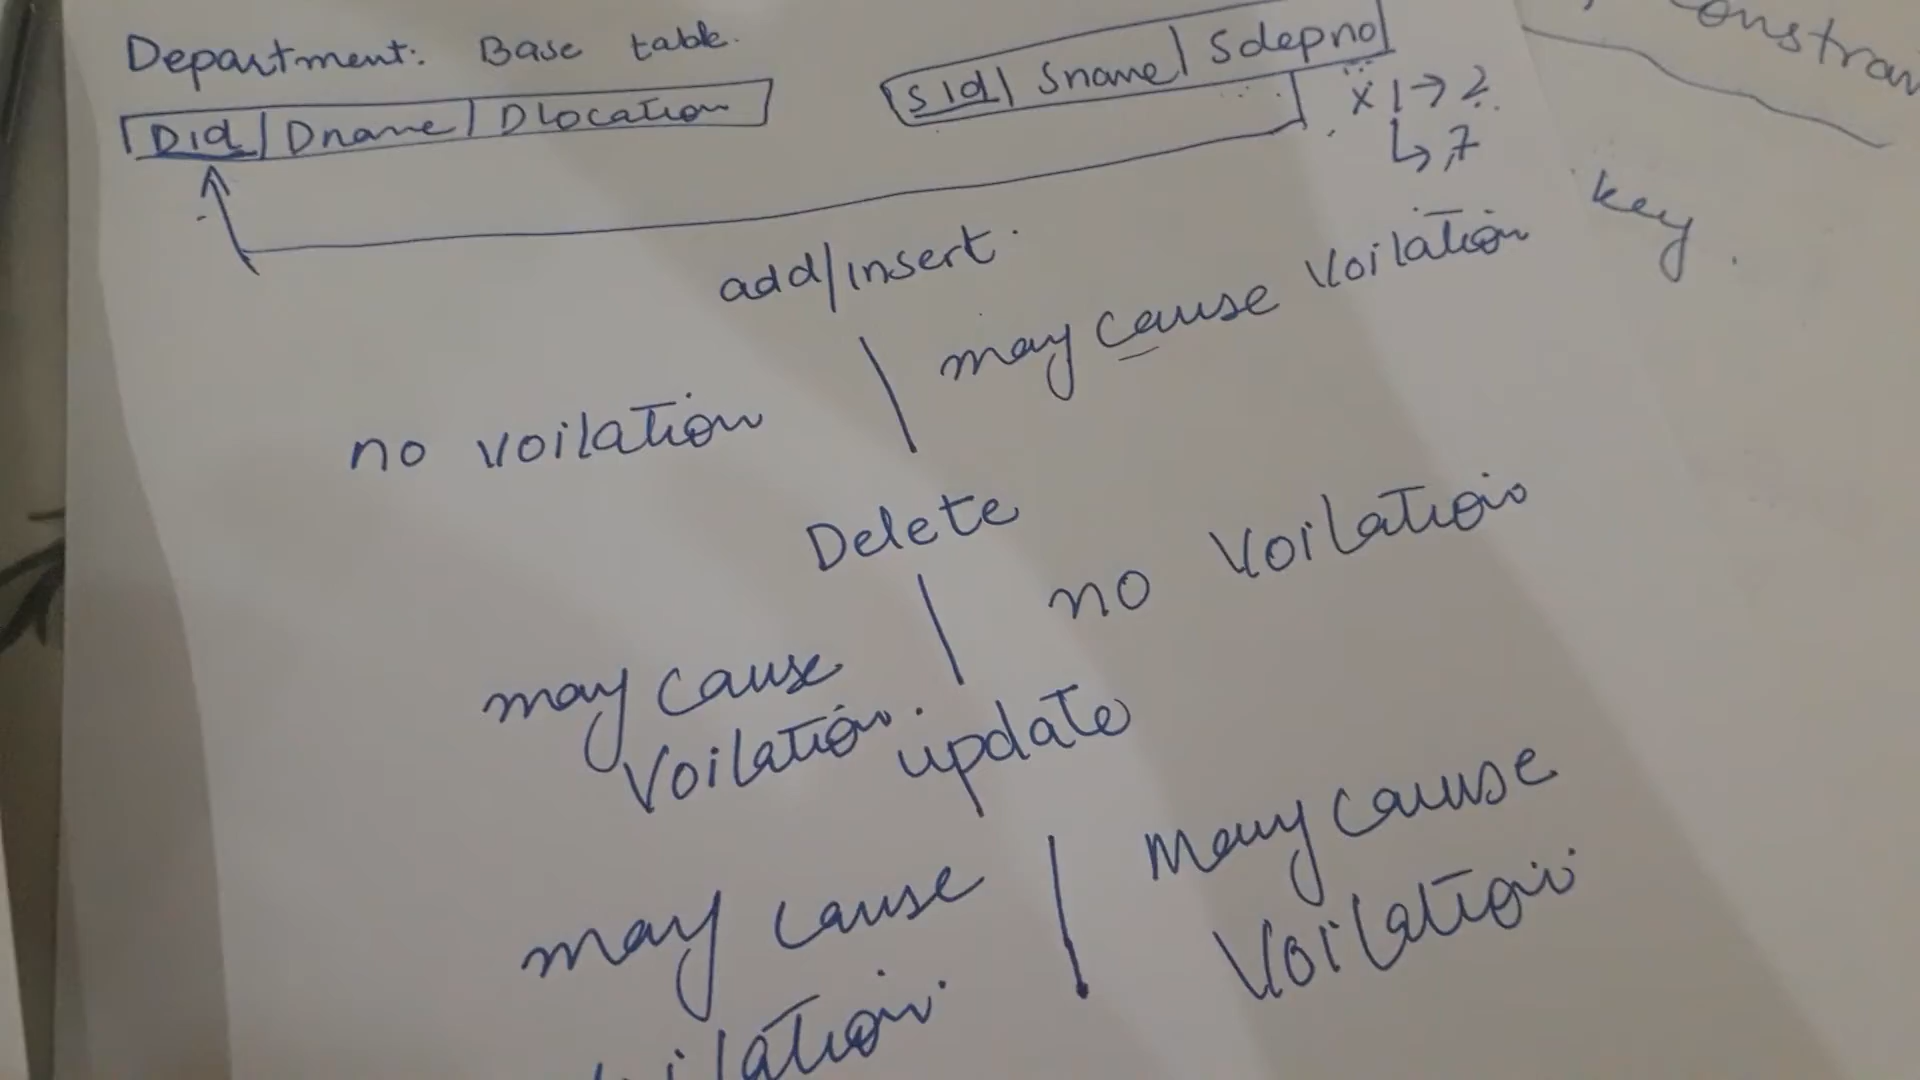 Department: Base table.
Did | Dname | Dlocation
Sid | Sname | Sdepno
x 1 → 2.
↳ 7
onstra
key.
add/insert.
no voilation | may cause Voilation
Delete
may cause Voilation. | no Voilation
update
may cause ilation. | May cause Voilation.